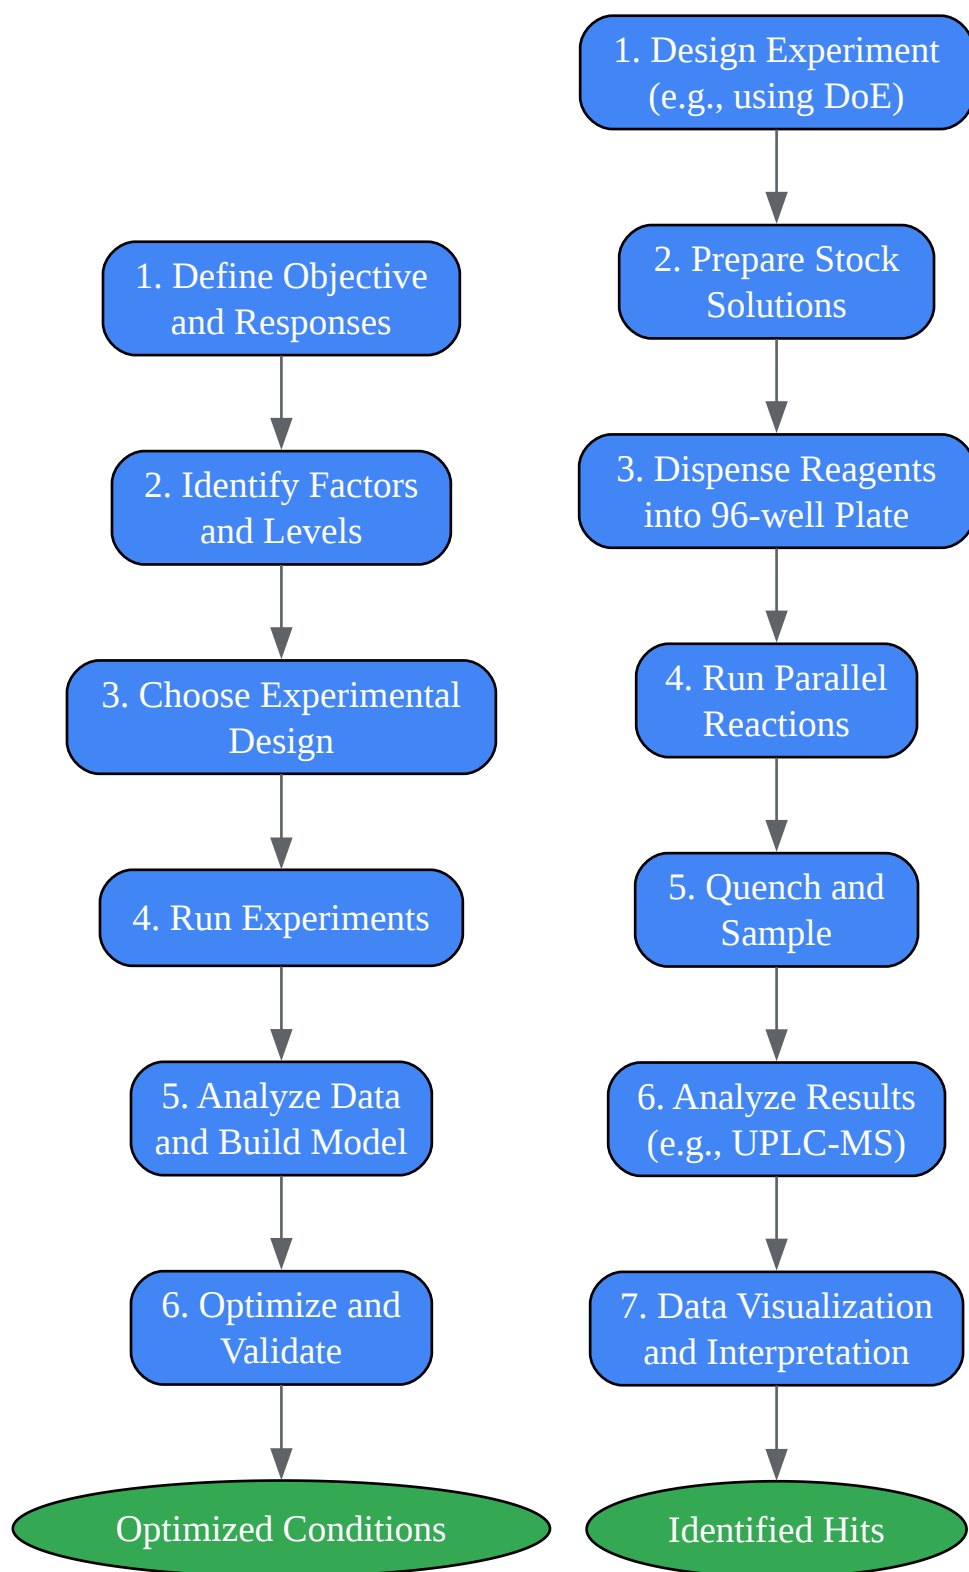 1. Define Objective
and Responses
2. Identify Factors
and Levels
3. Choose Experimental
Design
4. Run Experiments
5. Analyze Data
and Build Model
6. Optimize and
Validate
Optimized Conditions
1. Design Experiment
(e.g., using DoE)
2. Prepare Stock
Solutions
3. Dispense Reagents
into 96-well Plate
4. Run Parallel
Reactions
5. Quench and
Sample
6. Analyze Results
(e.g., UPLC-MS)
7. Data Visualization
and Interpretation
Identified Hits